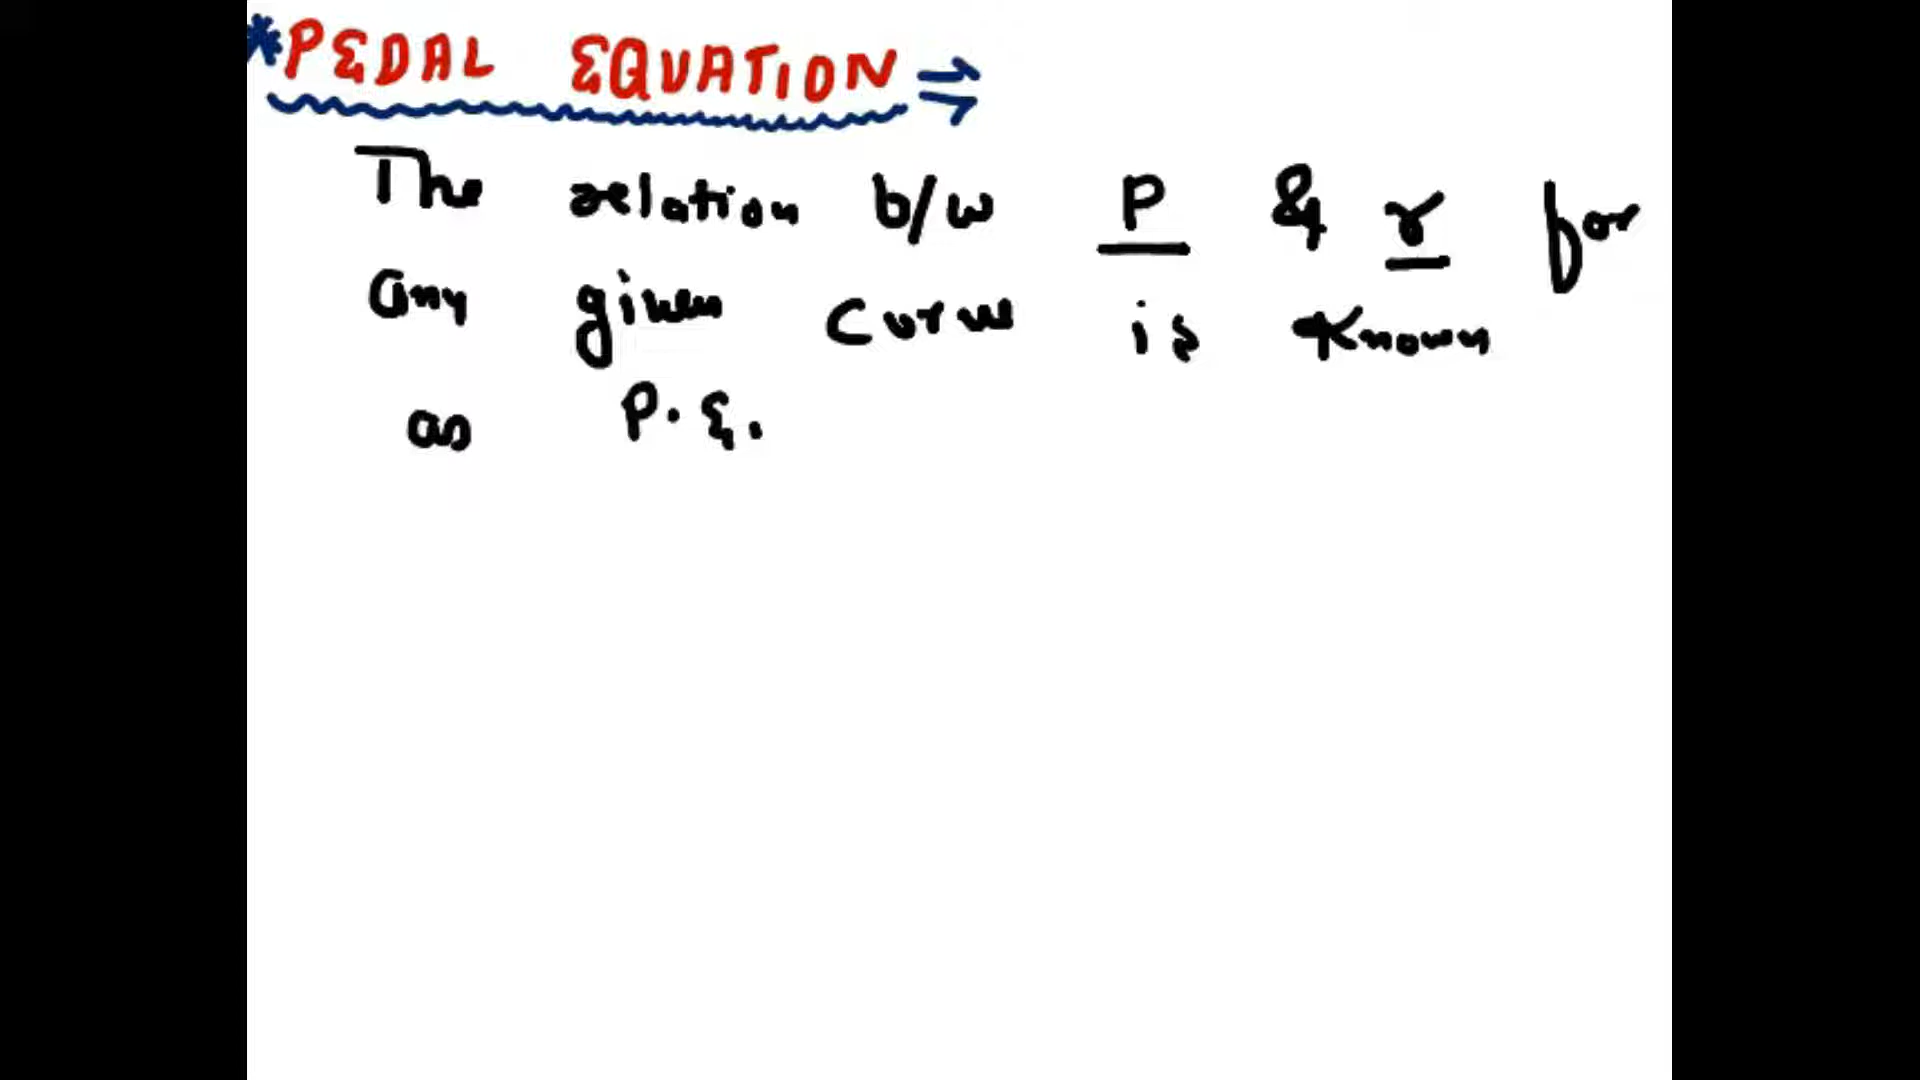 *PEDAL EQUATION ⇒
The relation b/w P & r for
any given curve is known
as P.E.